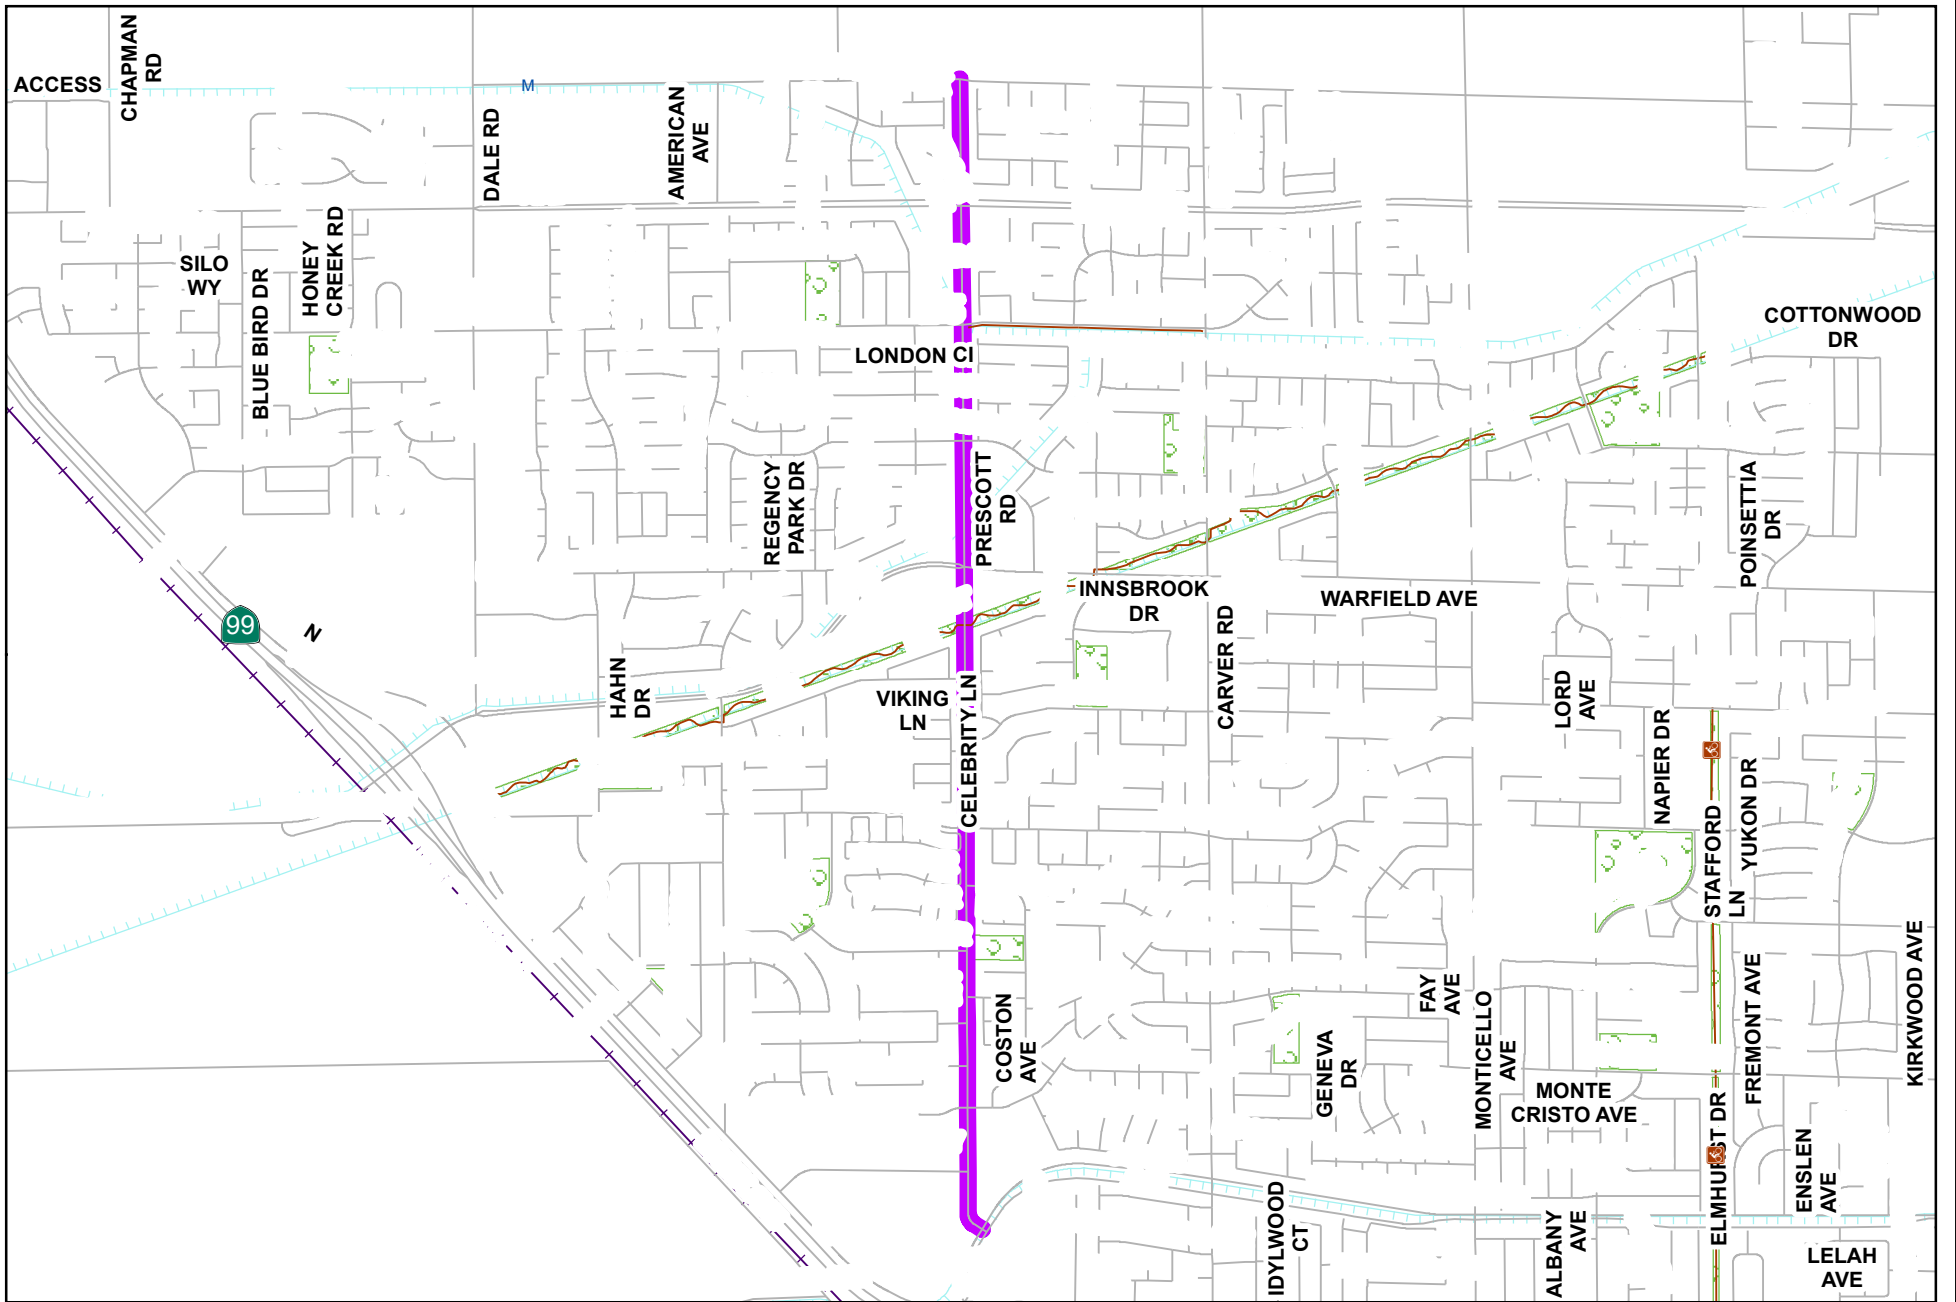 CHAPMAN
RD
ACCESS
M
DALE RD
AMERICAN
AVE
SILO
WY
BLUE BIRD DR
HONEY
CREEK RD
COTTONWOOD
DR
LONDON CI
REGENCY
PARK DR
PRESCOTT
RD
POINSETTIA
DR
INNSBROOK
DR
WARFIELD AVE
CARVER RD
99
N
HAHN
DR
VIKING
LN
CELEBRITY LN
LORD
AVE
NAPIER DR
STAFFORD
LN
YUKON DR
COSTON
AVE
FAY
AVE
MONTICELLO
AVE
GENEVA
DR
MONTE
CRISTO AVE
FREMONT AVE
KIRKWOOD AVE
ELMHURST DR
ENSLEN
AVE
IDYLWOOD
CT
ALBANY
AVE
LELAH
AVE